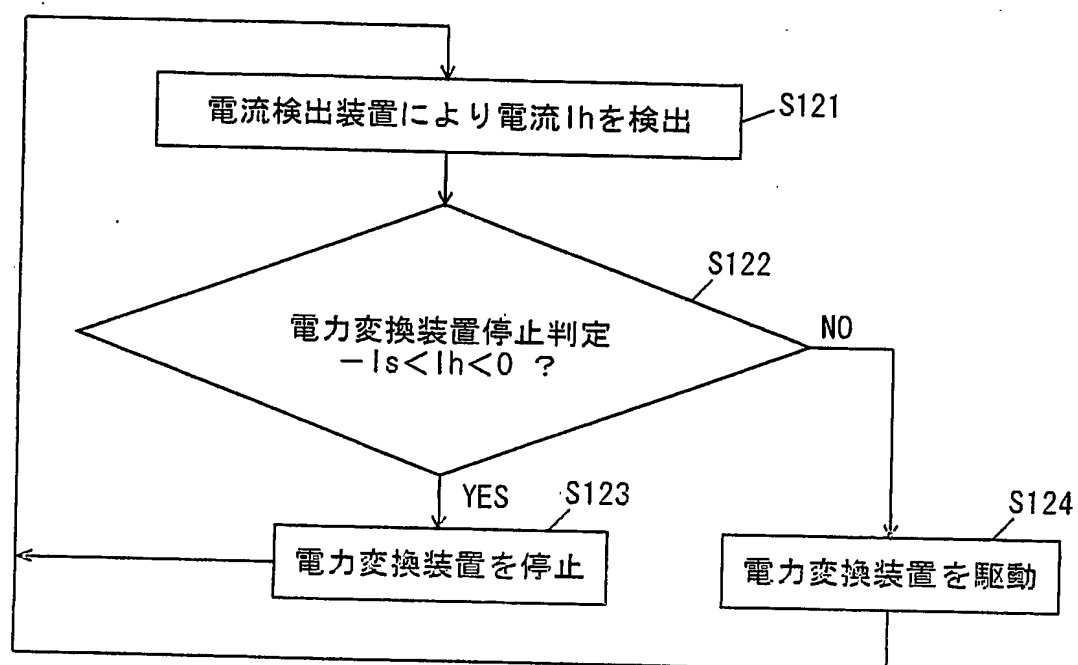 電流検出装置により電流Ihを検出
S121
S122
電力変換装置停止判定
－Is＜Ih＜0 ？
NO
YES
S123
S124
電力変換装置を停止
電力変換装置を駆動